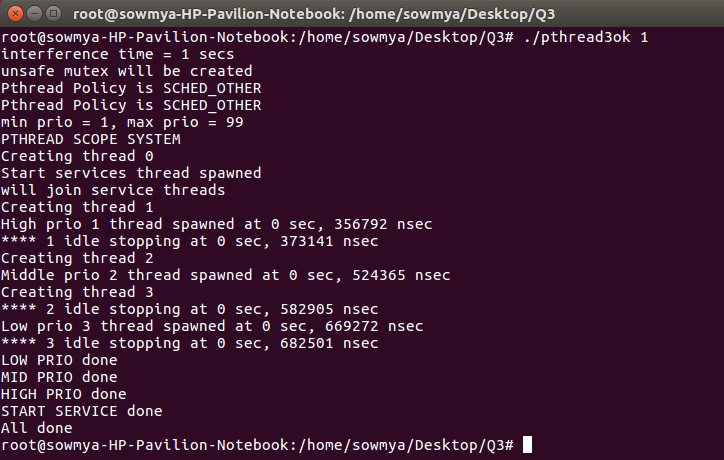 root@sowmya-HP-Pavilion-Notebook: /home/sowmya/Desktop/Q3
root@sowmya-HP-Pavilion-Notebook:/home/sowmya/Desktop/Q3# ./pthread3ok 1
interference time = 1 secs
unsafe mutex will be created
Pthread Policy is SCHED_OTHER
Pthread Policy is SCHED_OTHER
min prio = 1, max prio = 99
PTHREAD SCOPE SYSTEM
Creating thread 0
Start services thread spawned
will join service threads
Creating thread 1
High prio 1 thread spawned at 0 sec, 356792 nsec
**** 1 idle stopping at 0 sec, 373141 nsec
Creating thread 2
Middle prio 2 thread spawned at 0 sec, 524365 nsec
Creating thread 3
**** 2 idle stopping at 0 sec, 582905 nsec
Low prio 3 thread spawned at 0 sec, 669272 nsec
**** 3 idle stopping at 0 sec, 682501 nsec
LOW PRIO done
MID PRIO done
HIGH PRIO done
START SERVICE done
All done
root@sowmya-HP-Pavilion-Notebook:/home/sowmya/Desktop/Q3#